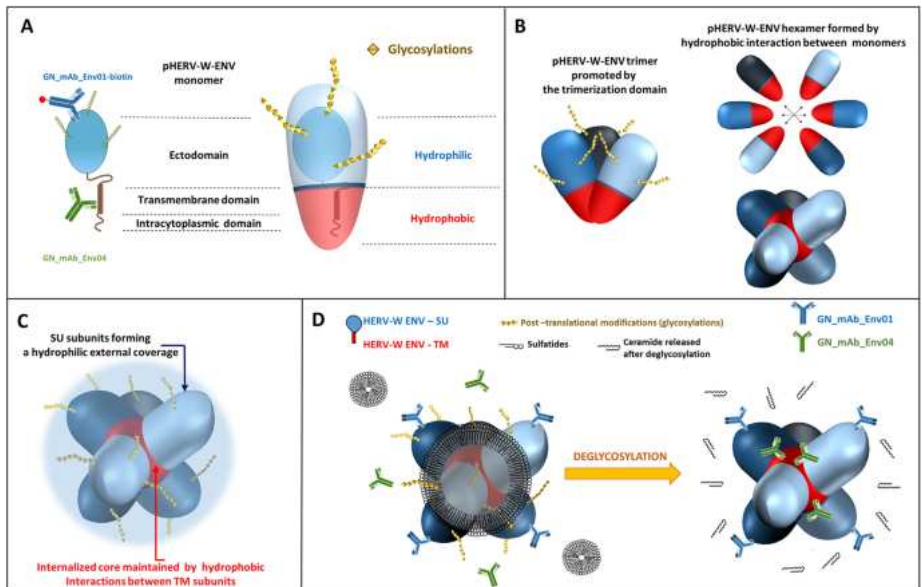 A
Glycosylations
GN_mAb_Env01-biotin
pHERV-W-ENV
monomer
Ectodomain
Hydrophilic
Transmembrane domain
Hydrophobic
Intracytoplasmic domain
GN_mAb_Env04
B
pHERV-W-ENV trimer
promoted by
the trimerization domain
pHERV-W-ENV hexamer formed by
hydrophobic interaction between monomers
C
SU subunits forming
a hydrophilic external coverage
Internalized core maintained by hydrophobic
Interactions between TM subunits
D
HERV-W ENV – SU
HERV-W ENV - TM
Post –translational modifications (glycosylations)
Sulfatides
Ceramide released
after deglycosylation
GN_mAb_Env01
GN_mAb_Env04
DEGLYCOSYLATION